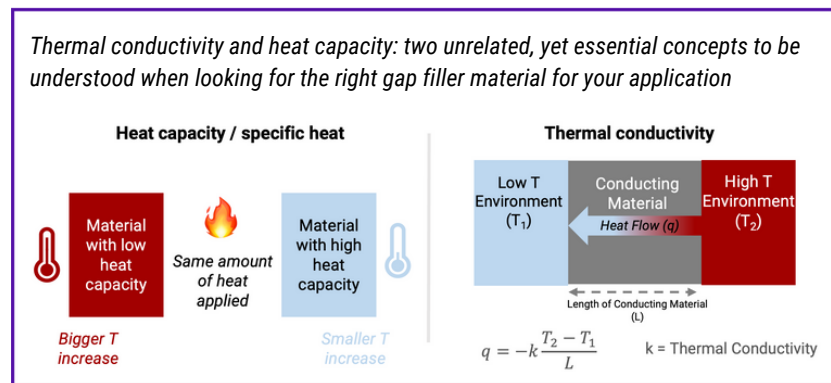 Thermal conductivity and heat capacity: two unrelated, yet essential concepts to be
understood when looking for the right gap filler material for your application
Heat capacity / specific heat
Material
with low
heat
capacity
Same amount
of heat
applied
Material
with high
heat
capacity
Bigger T
increase
Smaller T
increase
Thermal conductivity
Low T
Environment
(T₁)
Conducting
Material
Heat Flow (q)
High T
Environment
(T₂)
Length of Conducting Material
(L)
q = −k (T₂ − T₁) / L
k = Thermal Conductivity